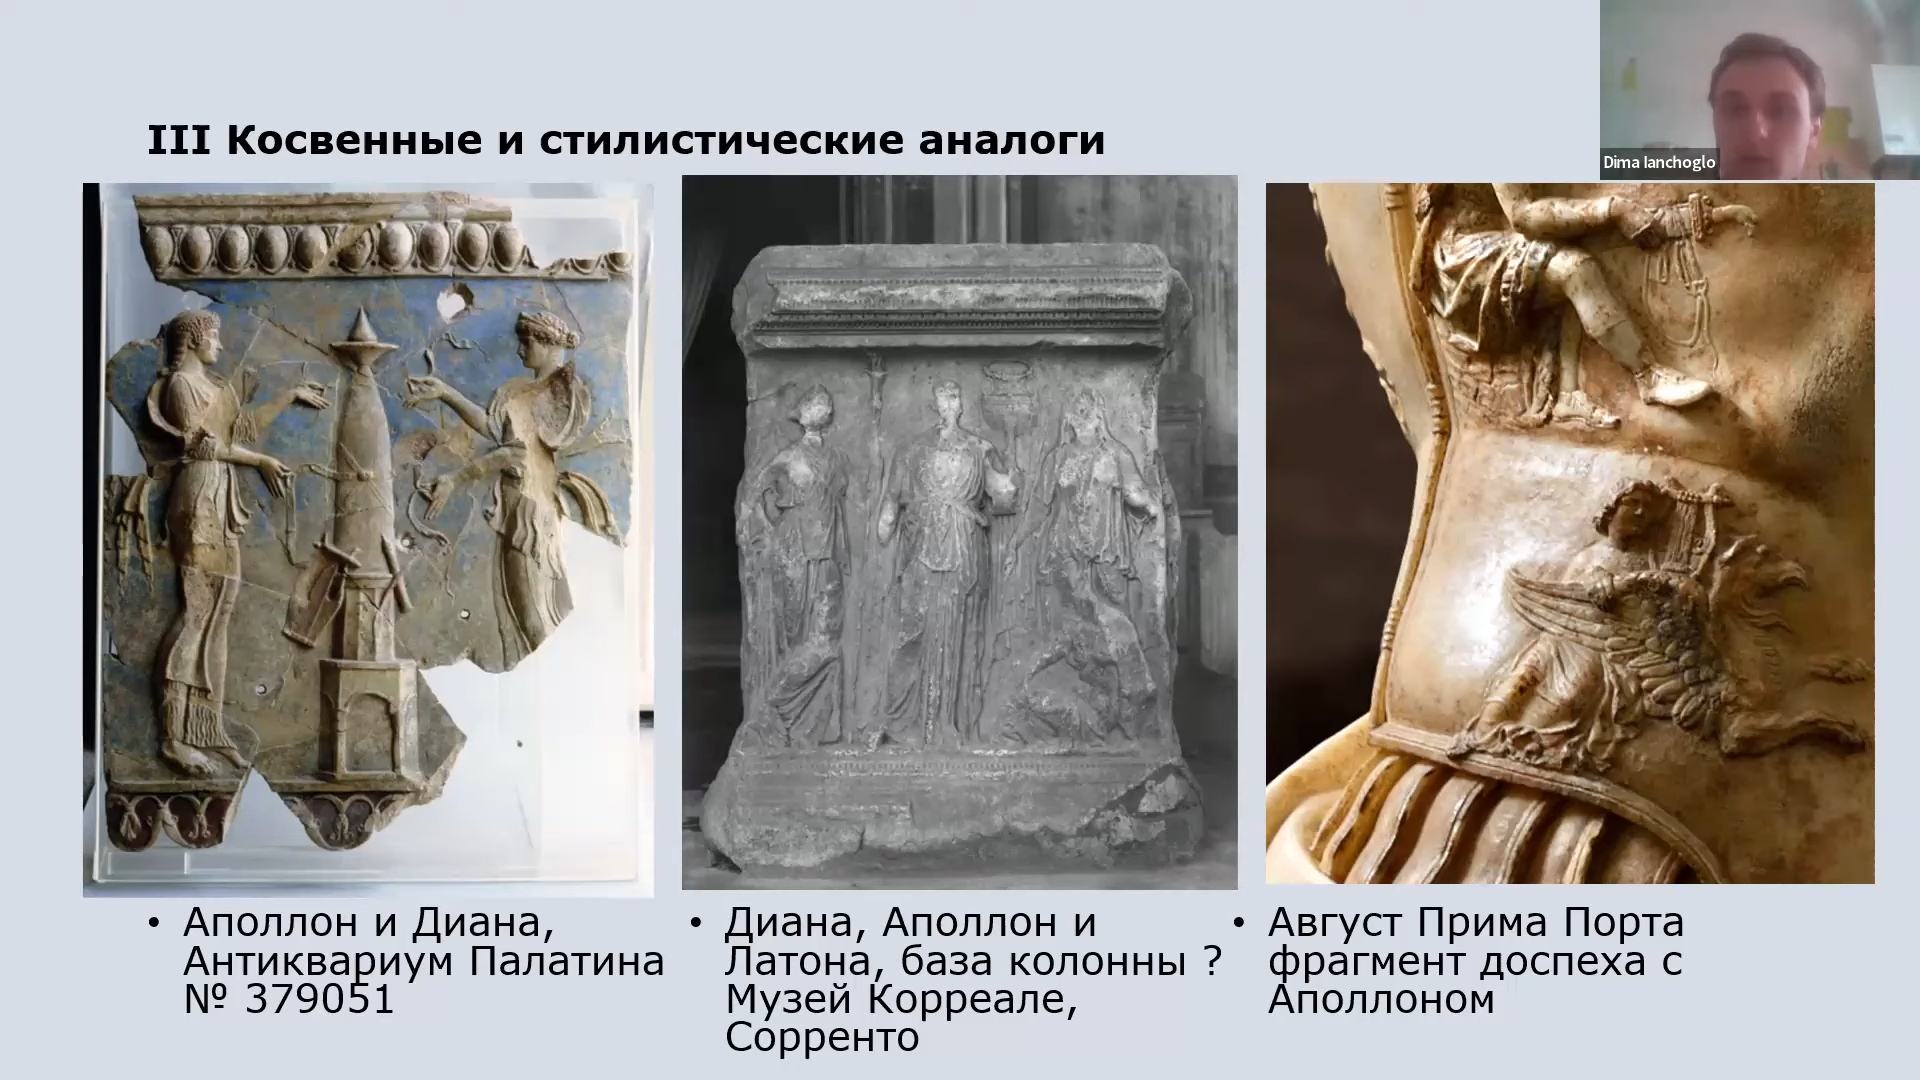 Dima Ianchoglo
III Косвенные и стилистические аналоги
• Аполлон и Диана,
Антиквариум Палатина
№ 379051
• Диана, Аполлон и
Латона, база колонны ?
Музей Корреале,
Сорренто
• Август Прима Порта
фрагмент доспеха с
Аполлоном